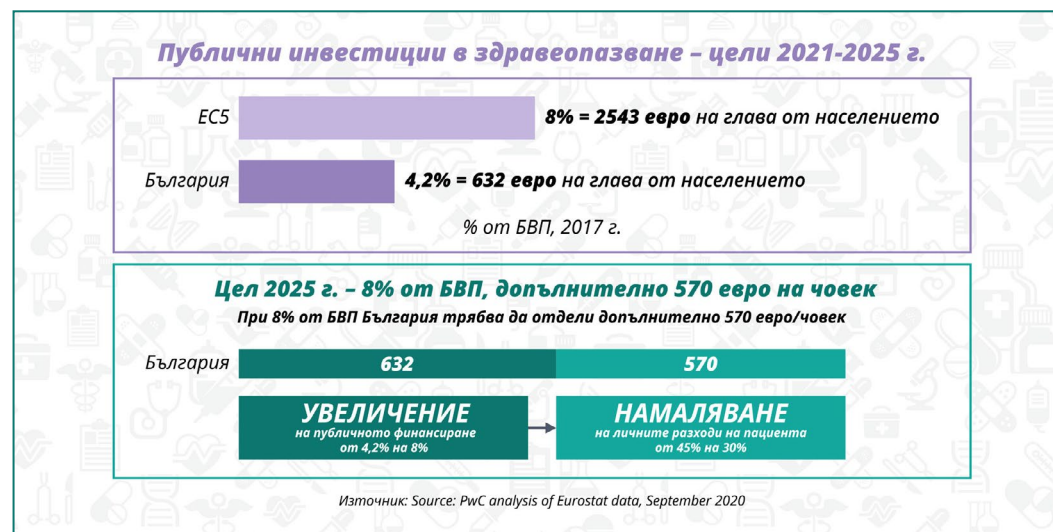 Публични инвестиции в здравеопазване – цели 2021-2025 г.
ЕС5
8% = 2543 евро на глава от населението
България
4,2% = 632 евро на глава от населението
% от БВП, 2017 г.
Цел 2025 г. – 8% от БВП, допълнително 570 евро на човек
При 8% от БВП България трябва да отдели допълнително 570 евро/човек
България
632
570
УВЕЛИЧЕНИЕ
на публичното финансиране
от 4,2% на 8%
НАМАЛЯВАНЕ
на личните разходи на пациента
от 45% на 30%
Източник: Source: PwC analysis of Eurostat data, September 2020